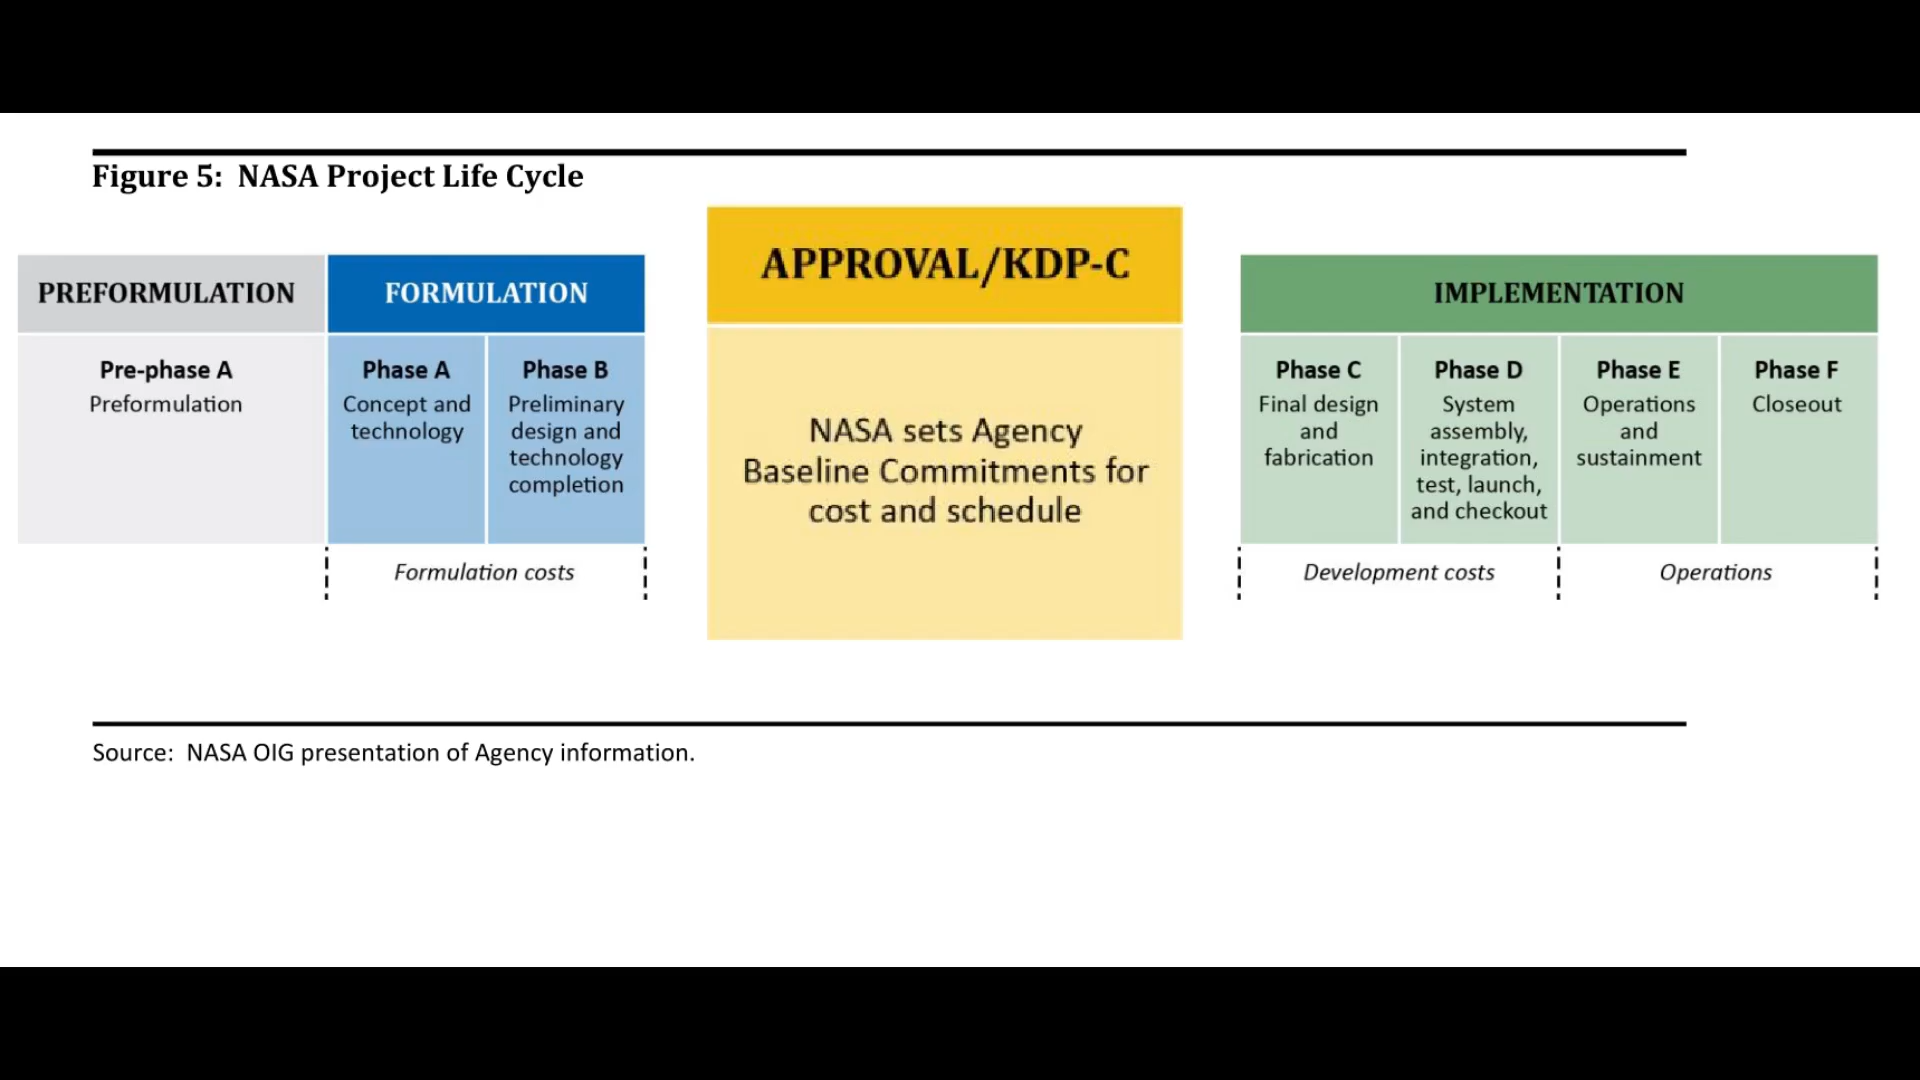 Figure 5:  NASA Project Life Cycle
PREFORMULATION
Pre-phase A
Preformulation
FORMULATION
Phase A
Concept and
technology
Phase B
Preliminary
design and
technology
completion
Formulation costs
APPROVAL/KDP-C
NASA sets Agency
Baseline Commitments for
cost and schedule
IMPLEMENTATION
Phase C
Final design
and
fabrication
Phase D
System
assembly,
integration,
test, launch,
and checkout
Phase E
Operations
and
sustainment
Phase F
Closeout
Development costs
Operations
Source:  NASA OIG presentation of Agency information.